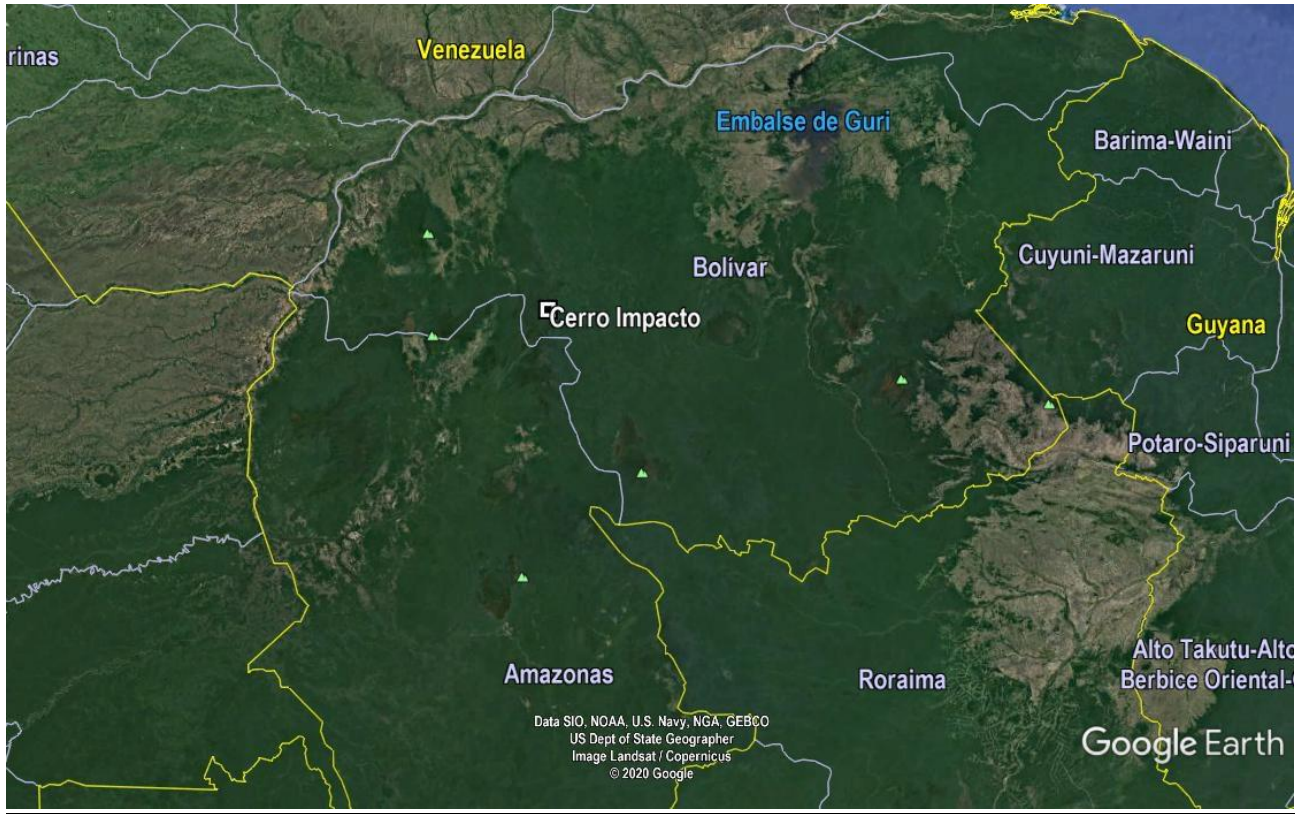 Venezuela
rinas
Embalse de Guri
Barima-Waini
Cuyuni-Mazaruni
Bolívar
Cerro Impacto
Guyana
Potaro-Siparuni
Alto Takutu-Alto
Berbice Oriental-
Amazonas
Roraima
Data SIO, NOAA, U.S. Navy, NGA, GEBCO
US Dept of State Geographer
Image Landsat / Copernicus
© 2020 Google
Google Earth